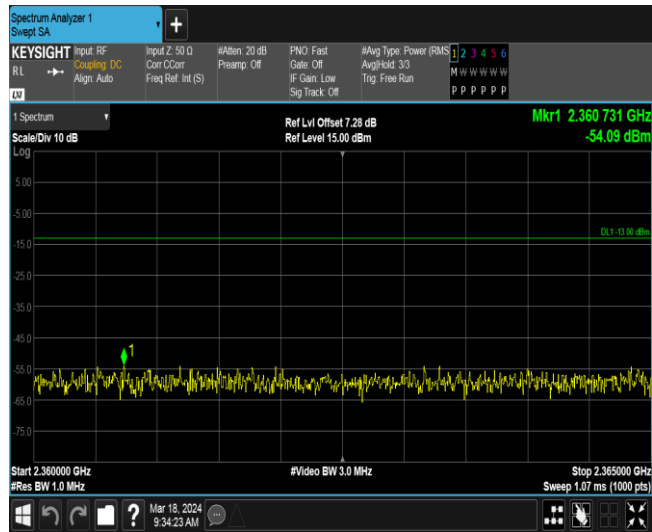 Spectrum Analyzer 1
Swept SA
KEYSIGHT
RL
LXI
Input: RF
Coupling: DC
Align: Auto
Input Z: 50 Ω
Corr CCorr
Freq Ref: Int (S)
#Atten: 20 dB
Preamp: Off
PNO: Fast
Gate: Off
IF Gain: Low
Sig Track: Off
#Avg Type: Power (RMS
Avg|Hold: 3/3
Trig: Free Run
1 2 3 4 5 6
M W W W W W
P P P P P P
1 Spectrum
Scale/Div 10 dB
Log
Ref Lvl Offset 7.28 dB
Ref Level 15.00 dBm
Mkr1 2.360 731 GHz
-54.09 dBm
5.00
-5.00
DL1 -13.00 dBm
-15.0
-25.0
-35.0
-45.0
1
-55.0
-65.0
-75.0
Start 2.360000 GHz
#Video BW 3.0 MHz
Stop 2.365000 GHz
#Res BW 1.0 MHz
Sweep 1.07 ms (1000 pts)
?
Mar 18, 2024
9:34:23 AM